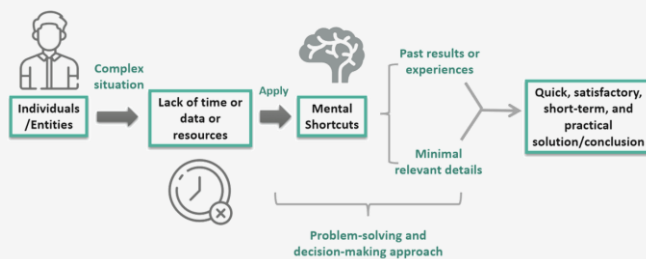 Individuals
/Entities
Complex
situation
Lack of time or
data or
resources
Apply
Mental
Shortcuts
Past results or
experiences
Minimal
relevant details
Quick, satisfactory,
short-term, and
practical
solution/conclusion
Problem-solving and
decision-making approach